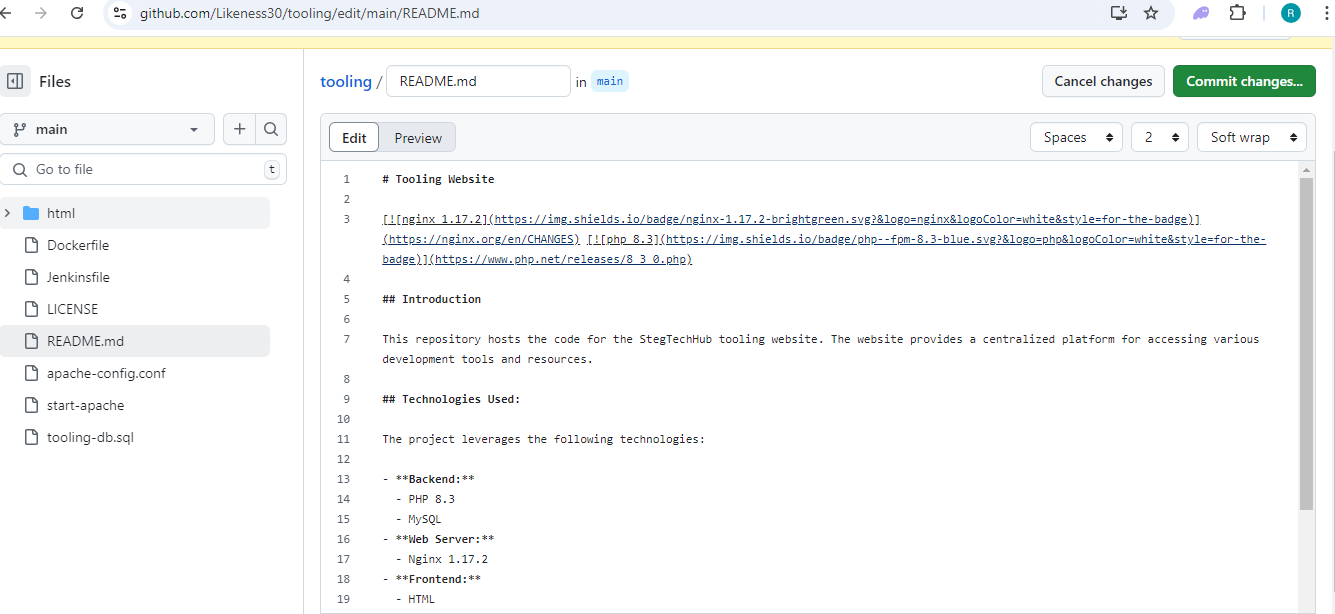 github.com/Likeness30/tooling/edit/main/README.md
R
Files
tooling / README.md in main
Cancel changes
Commit changes...
main
Go to file
t
html
Dockerfile
Jenkinsfile
LICENSE
README.md
apache-config.conf
start-apache
tooling-db.sql
Edit
Preview
Spaces
2
Soft wrap
1 # Tooling Website
2
3 [![nginx 1.17.2](https://img.shields.io/badge/nginx-1.17.2-brightgreen.svg?&logo=nginx&logoColor=white&style=for-the-badge)]
(https://nginx.org/en/CHANGES) [![php 8.3](https://img.shields.io/badge/php--fpm-8.3-blue.svg?&logo=php&logoColor=white&style=for-the-
badge)](https://www.php.net/releases/8_3_0.php)
4
5 ## Introduction
6
7 This repository hosts the code for the StegTechHub tooling website. The website provides a centralized platform for accessing various
development tools and resources.
8
9 ## Technologies Used:
10
11 The project leverages the following technologies:
12
13 - **Backend:**
14 - PHP 8.3
15 - MySQL
16 - **Web Server:**
17 - Nginx 1.17.2
18 - **Frontend:**
19 - HTML